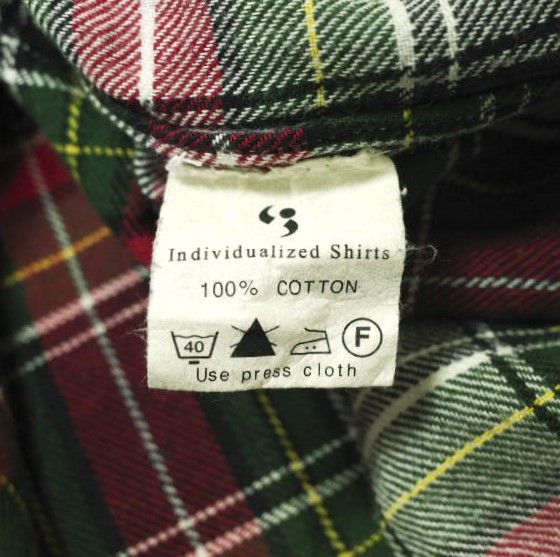 Individualized Shirts
100% COTTON
40 F
Use press cloth